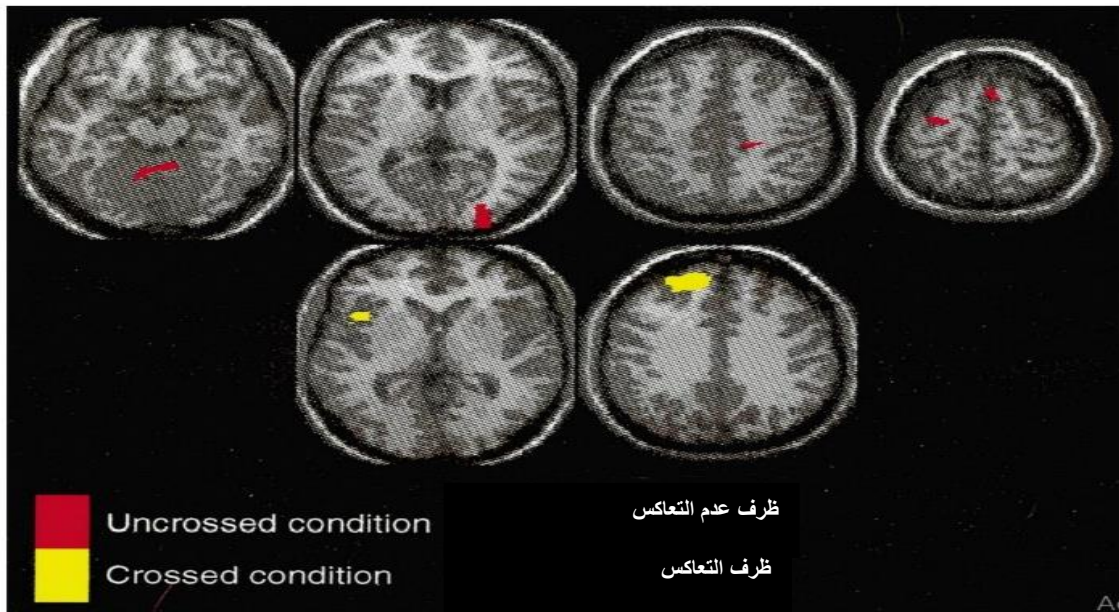 Uncrossed condition
ظرف عدم التعاكس
Crossed condition
ظرف التعاكس
A